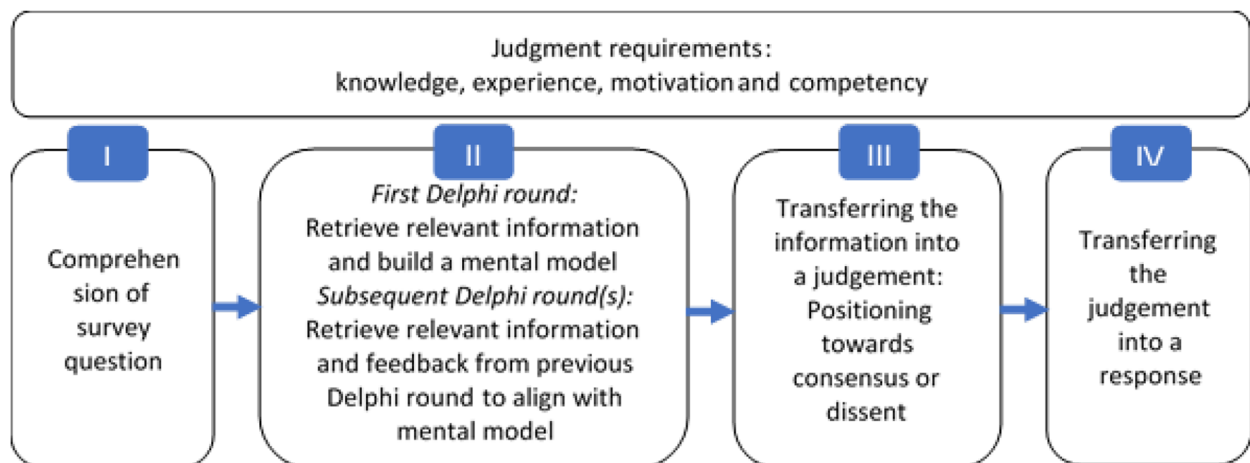 Judgment requirements:
knowledge, experience, motivation and competency
I
Comprehen
sion of
survey
question
II
First Delphi round:
Retrieve relevant information
and build a mental model
Subsequent Delphi round(s):
Retrieve relevant information
and feedback from previous
Delphi round to align with
mental model
III
Transferring the
information into
a judgement:
Positioning
towards
consensus or
dissent
IV
Transferring
the
judgement
into a
response